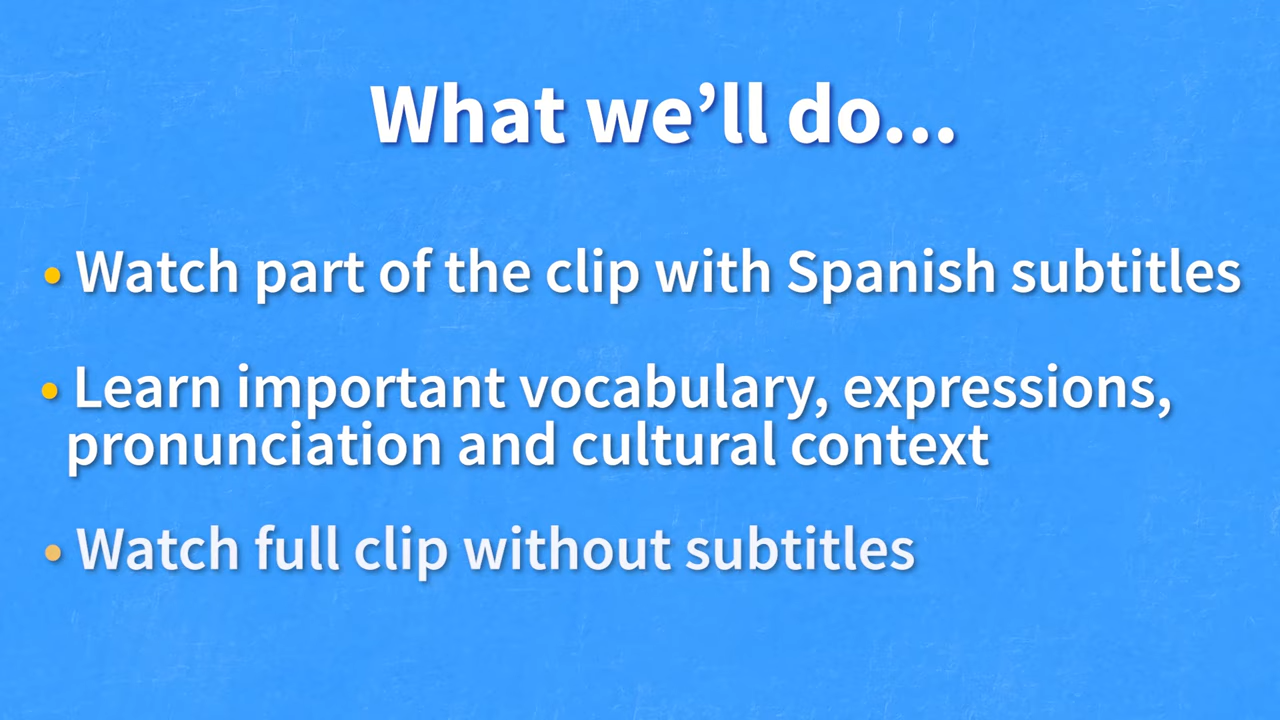 What we’ll do...
• Watch part of the clip with Spanish subtitles
• Learn important vocabulary, expressions,
pronunciation and cultural context
• Watch full clip without subtitles